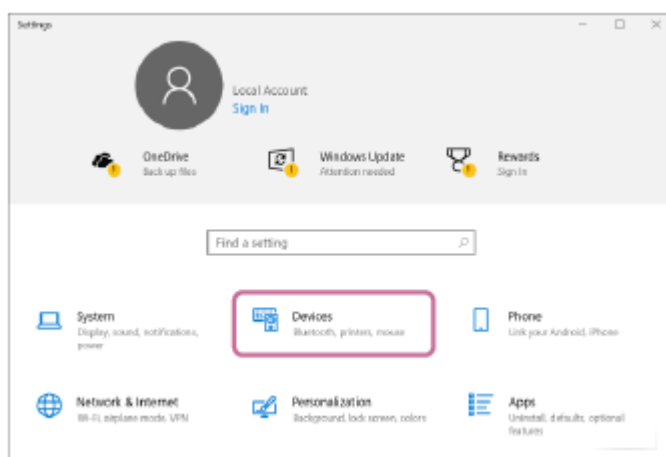 Settings
Local Account
Sign In
OneDrive
Back up files
Windows Update
Attention needed
Rewards
Sign In
Find a setting
System
Display, sound, notifications,
power
Devices
Bluetooth, printers, mouse
Phone
Link your Android, iPhone
Network & Internet
Wi-Fi, airplane mode, VPN
Personalization
Background, lock screen, colors
Apps
Uninstall, defaults, optional
features